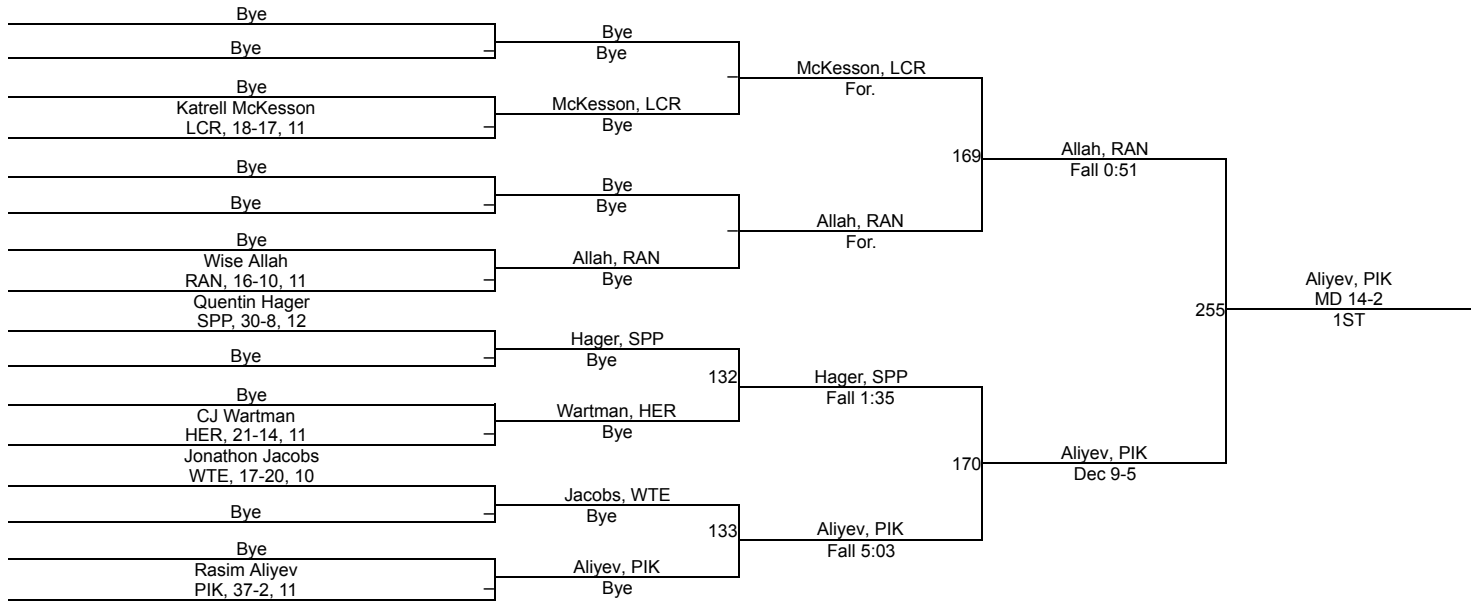 Bye
Bye
Bye
Katrell McKesson
LCR, 18-17, 11
Bye
Bye
Bye
Wise Allah
RAN, 16-10, 11
Quentin Hager
SPP, 30-8, 12
Bye
Bye
CJ Wartman
HER, 21-14, 11
Jonathon Jacobs
WTE, 17-20, 10
Bye
Bye
Rasim Aliyev
PIK, 37-2, 11
Bye
Bye
McKesson, LCR
Bye
Bye
Bye
Allah, RAN
Bye
Hager, SPP
Bye
132
Wartman, HER
Bye
Jacobs, WTE
Bye
133
Aliyev, PIK
Bye
McKesson, LCR
For.
169
Allah, RAN
For.
Hager, SPP
Fall 1:35
170
Aliyev, PIK
Fall 5:03
Allah, RAN
Fall 0:51
255
Aliyev, PIK
Dec 9-5
Aliyev, PIK
MD 14-2
1ST